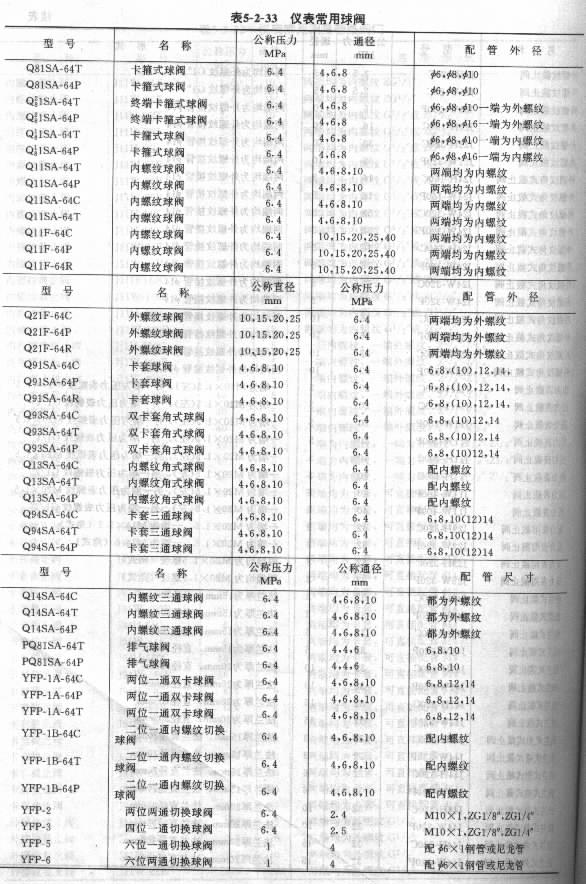 表5-2-33 仪表常用球阀
型号 名称 公称压力 MPa 通径 mm 配管外径
Q81SA-64T 卡箍式球阀 6.4 4,6,8 ϕ6,ϕ8,ϕ10
Q81SA-64P 卡箍式球阀 6.4 4,6,8 ϕ6,ϕ8,ϕ10
SA-64T 终端卡箍式球阀 6.4 4,6,8 ϕ6,ϕ8,ϕ10一端为外螺纹
SA-64P 终端卡箍式球阀 6.4 4,6,8 ϕ6,ϕ8,ϕ16一端为外螺纹
SA-64T 卡箍式球阀 6.4 4,6,8 ϕ6,ϕ8,ϕ10一端为内螺纹
SA-64P 卡箍式球阀 6.4 4,6,8 ϕ6,ϕ8,ϕ16一端为内螺纹
Q11SA-64T 内螺纹球阀 6.4 4,6,8,10 两端均为内螺纹
Q11SA-64P 内螺纹球阀 6.4 4,6,8,10 两端均为内螺纹
Q11SA-64C 内螺纹球阀 6.4 4,6,8,10 两端均为内螺纹
Q11SA-64T 内螺纹球阀 6.4 4,6,8,10 两端均为内螺纹
Q11F-64C 内螺纹球阀 6.4 10,15,20,25,40 两端均为内螺纹
Q11F-64P 内螺纹球阀 6.4 10,15,20,25,40 两端均为内螺纹
Q11F-64R 内螺纹球阀 6.4 10,15,20,25,40 两端均为内螺纹
型号 名称 公称直径 mm 公称压力 MPa 配管外径
Q21F-64C 外螺纹球阀 10,15,20,25 6.4 两端均为外螺纹
Q21F-64P 外螺纹球阀 10,15,20,25 6.4 两端均为外螺纹
Q21F-64R 外螺纹球阀 10,15,20,25 6.4 两端均为外螺纹
Q91SA-64C 卡套球阀 4,6,8,10 6.4 6,8,(10),12,14,
Q91SA-64P 卡套球阀 4,6,8,10 6.4 6,8,(10),12,14,
Q91SA-64R 卡套球阀 4,6,8,10 6.4 6,8,(10),12,14,
Q93SA-64C 双卡套角式球阀 4,6,8,10 6.4 6,8,(10)12,14
Q93SA-64T 双卡套角式球阀 4,6,8,10 6.4 6,8,(10)12,14
Q93SA-64P 双卡套角式球阀 4,6,8,10 6.4 6,8,(10)12,14
Q13SA-64C 内螺纹角式球阀 4,6,8,10 6.4 配内螺纹
Q13SA-64T 内螺纹角式球阀 4,6,8,10 6.4 配内螺纹
Q13SA-64P 内螺纹角式球阀 4,6,8,10 6.4 配内螺纹
Q94SA-64C 卡套三通球阀 4,6,8,10 6.4 6,8,10(12)14
Q94SA-64T 卡套三通球阀 4,6,8,10 6.4 6,8,10(12)14
Q94SA-64P 卡套三通球阀 4,6,8,10 6.4 6,8,10(12)14
型号 名称 公称压力 MPa 公称通径 mm 配管尺寸
Q14SA-64C 内螺纹三通球阀 6.4 4,6,8,10 都为外螺纹
Q14SA-64T 内螺纹三通球阀 6.4 4,6,8,10 都为外螺纹
Q14SA-64P 内螺纹三通球阀 6.4 4,6,8,10 都为外螺纹
PQ81SA-64T 排气球阀 6.4 4,4,6 6,8,10
PQ81SA-64P 排气球阀 6.4 4,4,6 6,8,10
YFP-1A-64C 两位一通双卡球阀 6.4 4,6,8,10 6,8,12,14
YFP-1A-64P 两位一通双卡球阀 6.4 4,6,8,10 6,8,12,14
YFP-1A-64T 两位一通双卡球阀 6.4 4,6,8,10 6,8,12,14
YFP-1B-64C 二位一通内螺纹切换球阀 6.4 4,6,8,10 配内螺纹
YFP-1B-64T 二位一通内螺纹切换球阀 6.4 4,6,8,10 配内螺纹
YFP-1B-64P 二位一通内螺纹切换球阀 6.4 4,6,8,10 配内螺纹
YFP-2 两位两通切换球阀 6.4 2.4 M10×1,ZG1/8″,ZG1/4″
YFP-3 四位一通切换球阀 6.4 2.5 M10×1,ZG1/8″,ZG1/4″
YFP-5 六位一通切换球阀 1 4 配ϕ6×1钢管或尼龙管
YFP-6 六位两通切换球阀 1 4 配ϕ6×1钢管或尼龙管